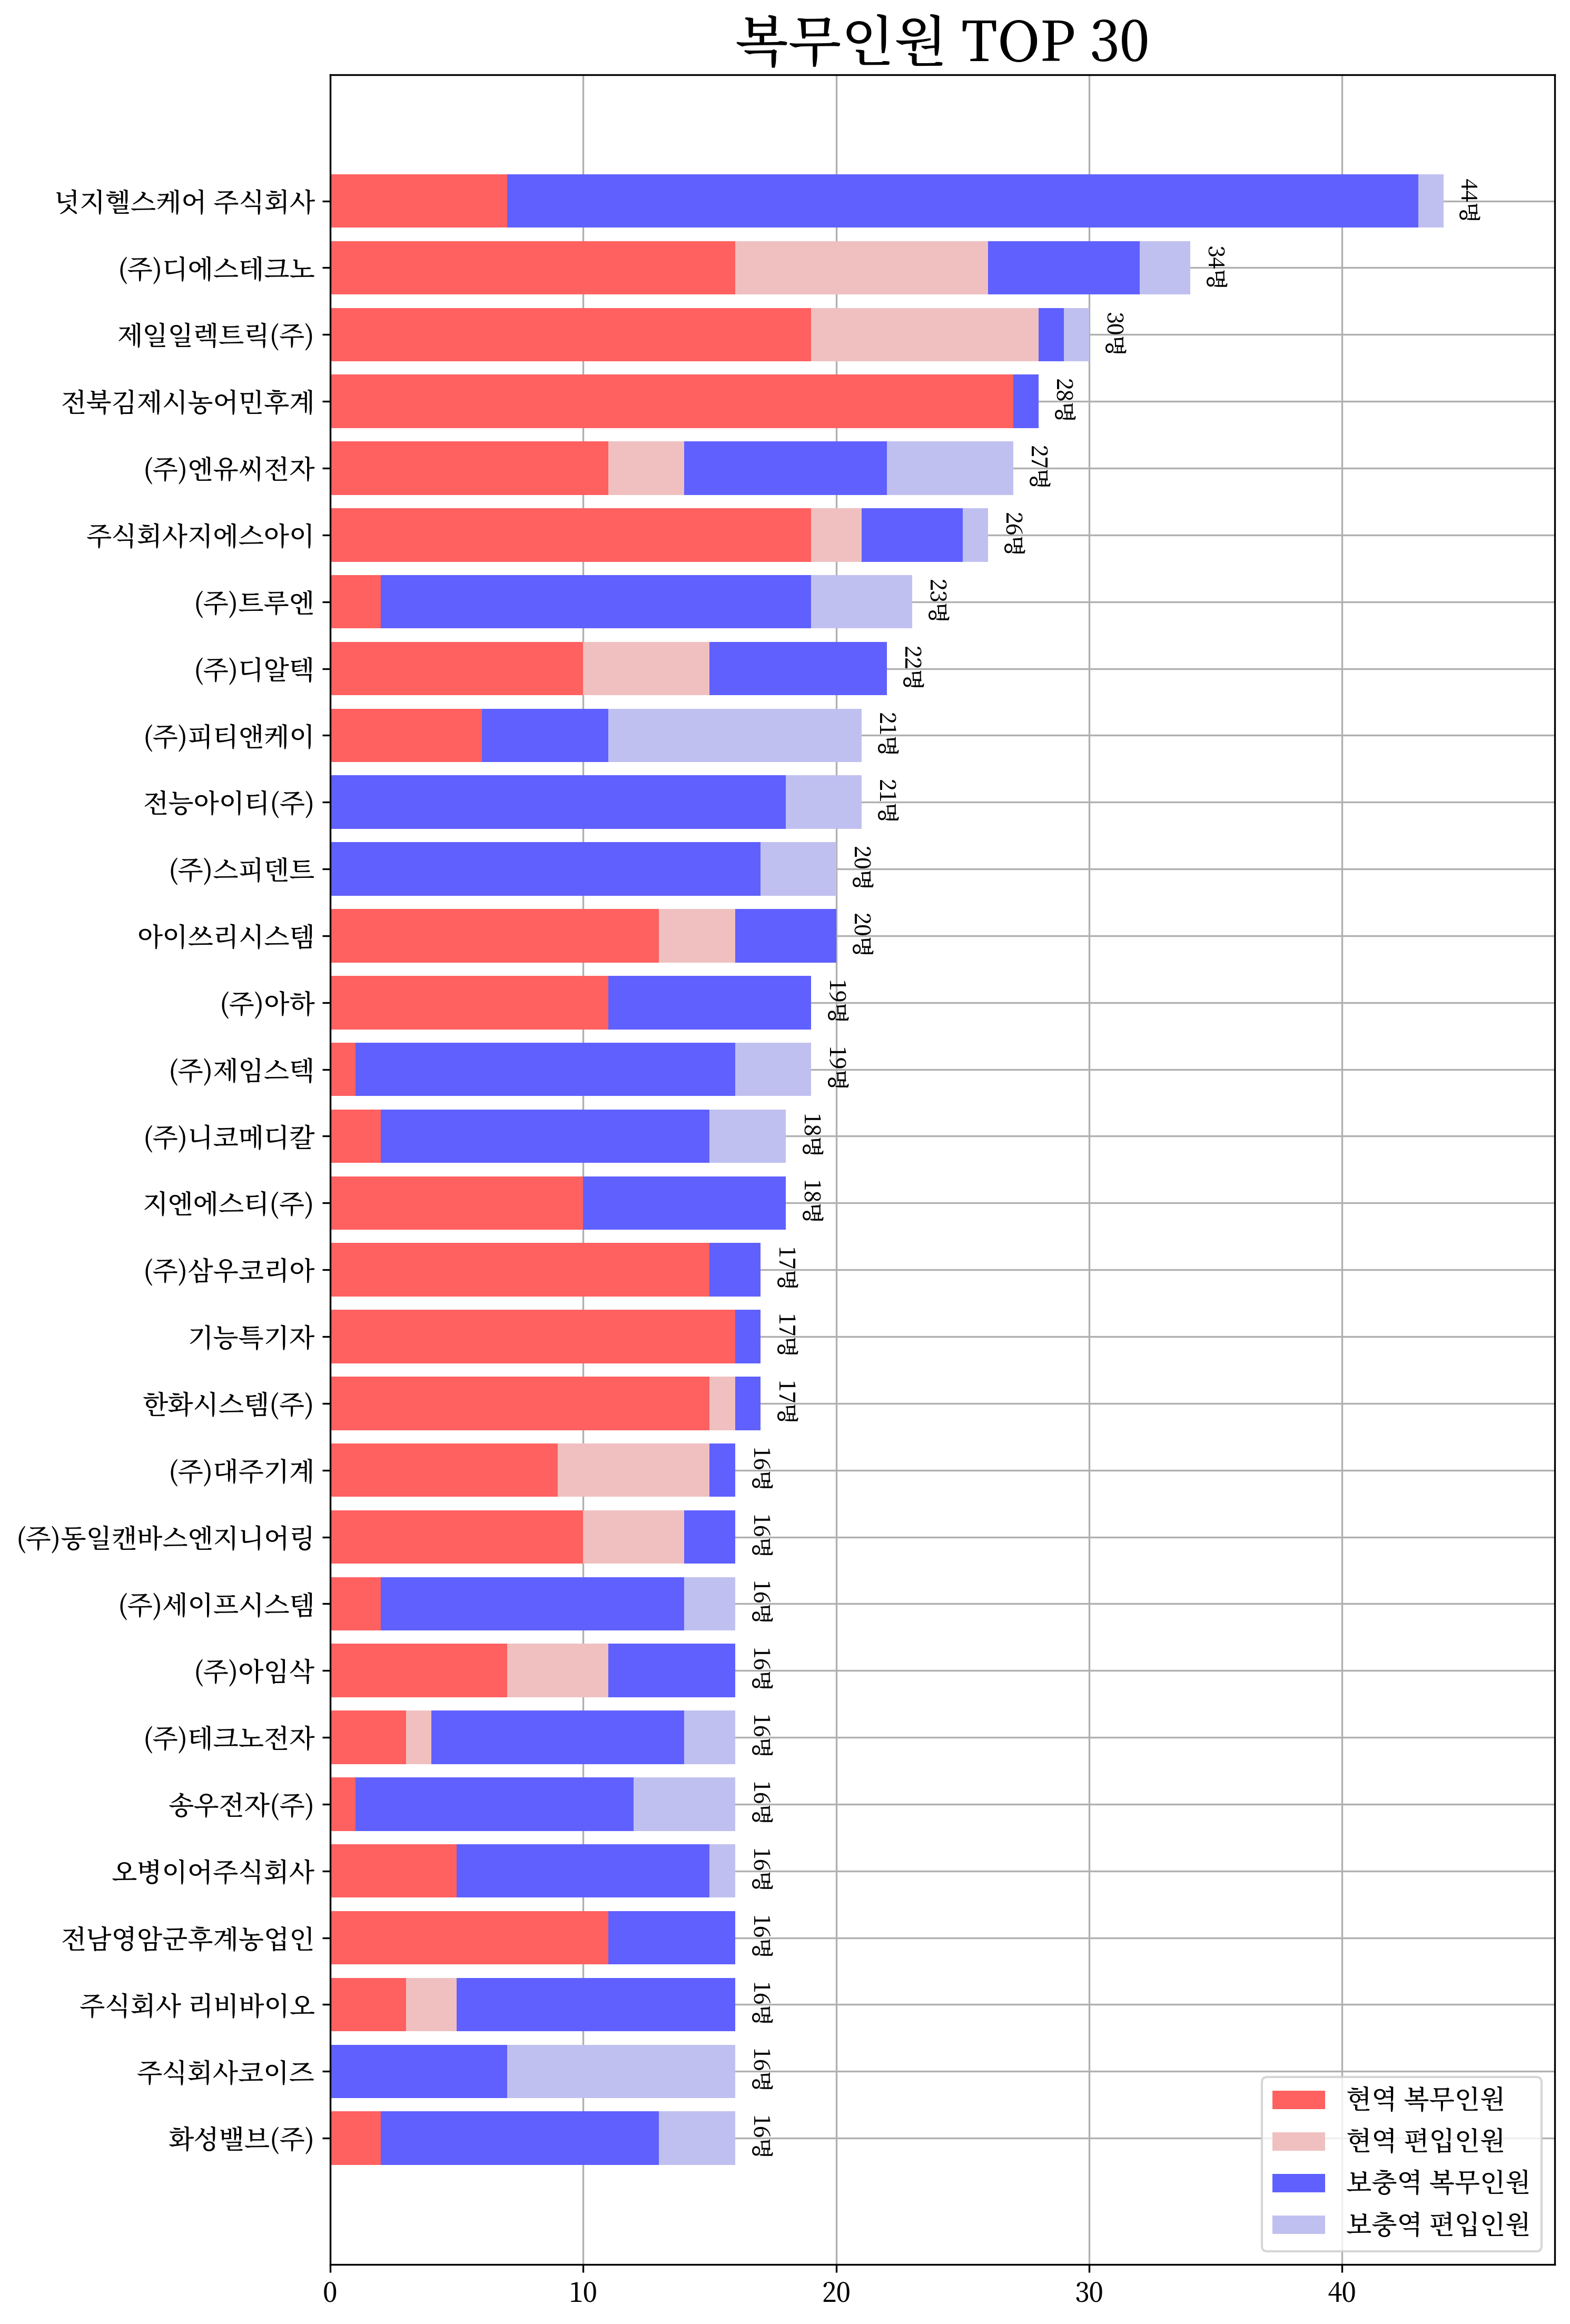 복무인원 TOP 30
넛지헬스케어 주식회사 44명
(주)디에스테크노 34명
제일일렉트릭(주) 30명
전북김제시농어민후계 28명
(주)엔유씨전자 27명
주식회사지에스아이 26명
(주)트루엔 23명
(주)디알텍 22명
(주)피티앤케이 21명
전능아이티(주) 21명
(주)스피덴트 20명
아이쓰리시스템 20명
(주)아하 19명
(주)제임스텍 19명
(주)니코메디칼 18명
지엔에스티(주) 18명
(주)삼우코리아 17명
기능특기자 17명
한화시스템(주) 17명
(주)대주기계 16명
(주)동일캔바스엔지니어링 16명
(주)세이프시스템 16명
(주)아임삭 16명
(주)테크노전자 16명
송우전자(주) 16명
오병이어주식회사 16명
전남영암군후계농업인 16명
주식회사 리비바이오 16명
주식회사코이즈 16명
화성밸브(주) 16명
현역 복무인원
현역 편입인원
보충역 복무인원
보충역 편입인원
0 10 20 30 40